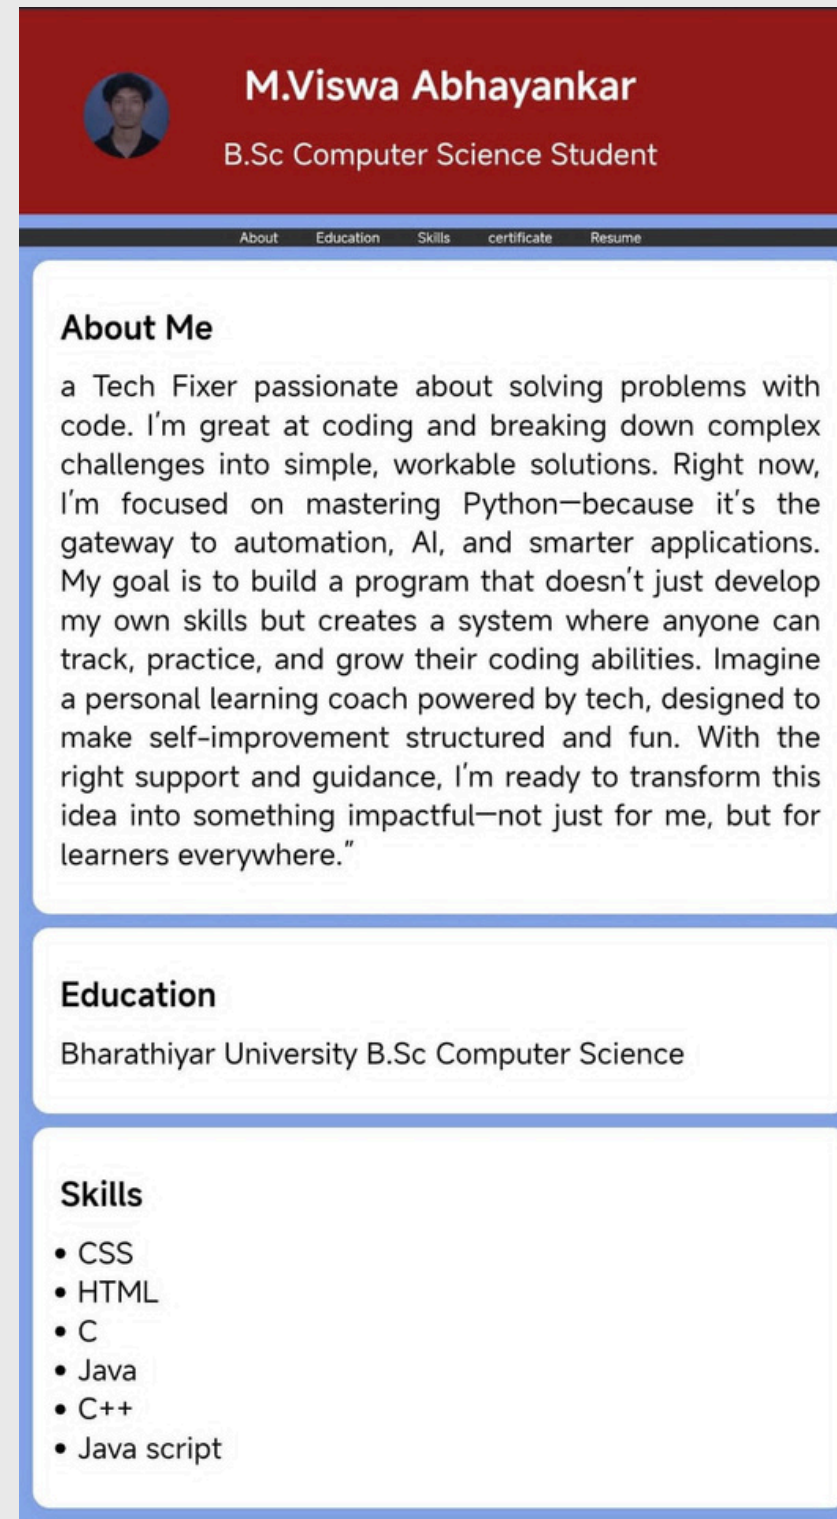 M.Viswa Abhayankar
B.Sc Computer Science Student
About Education Skills certificate Resume
About Me
a Tech Fixer passionate about solving problems with
code. I'm great at coding and breaking down complex
challenges into simple, workable solutions. Right now,
I'm focused on mastering Python—because it's the
gateway to automation, AI, and smarter applications.
My goal is to build a program that doesn't just develop
my own skills but creates a system where anyone can
track, practice, and grow their coding abilities. Imagine
a personal learning coach powered by tech, designed to
make self-improvement structured and fun. With the
right support and guidance, I'm ready to transform this
idea into something impactful—not just for me, but for
learners everywhere."
Education
Bharathiyar University B.Sc Computer Science
Skills
• CSS
• HTML
• C
• Java
• C++
• Java script